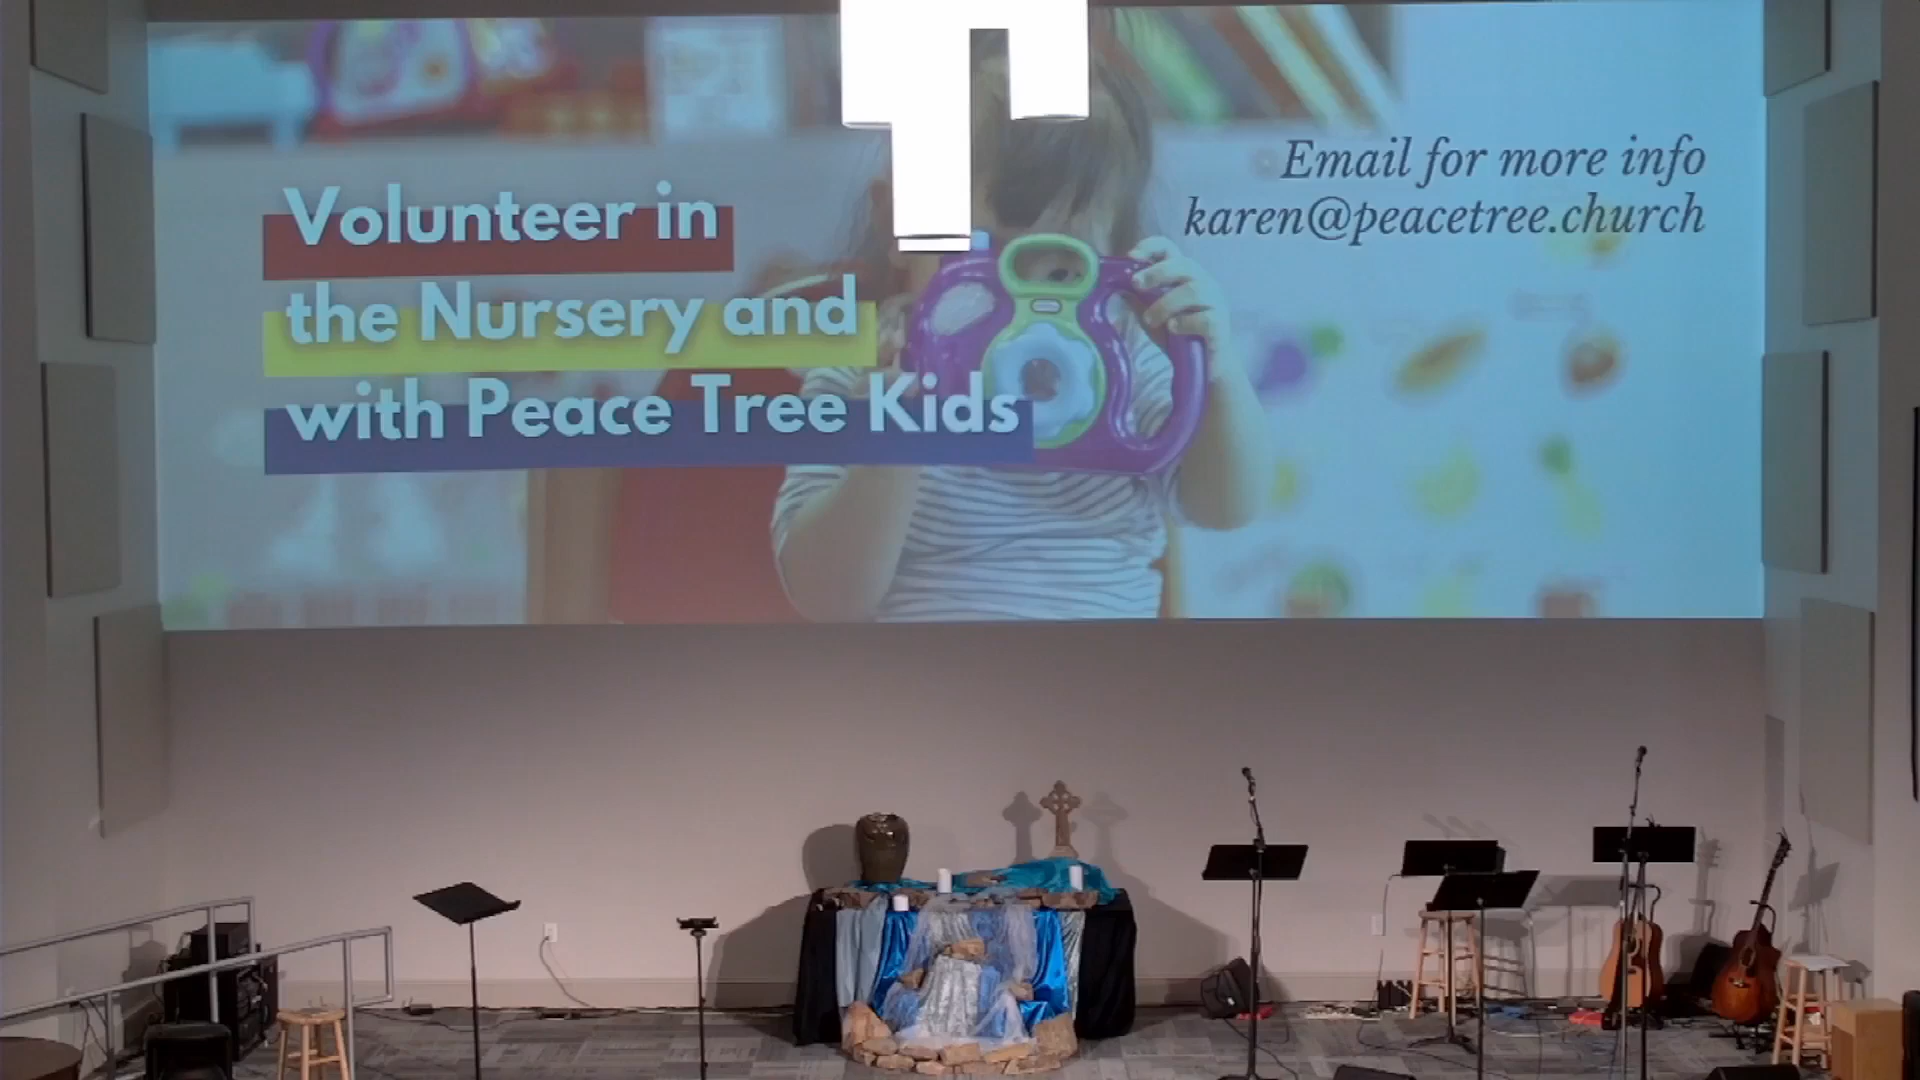 Volunteer in
the Nursery and
with Peace Tree Kids
Email for more info
karen@peacetree.church